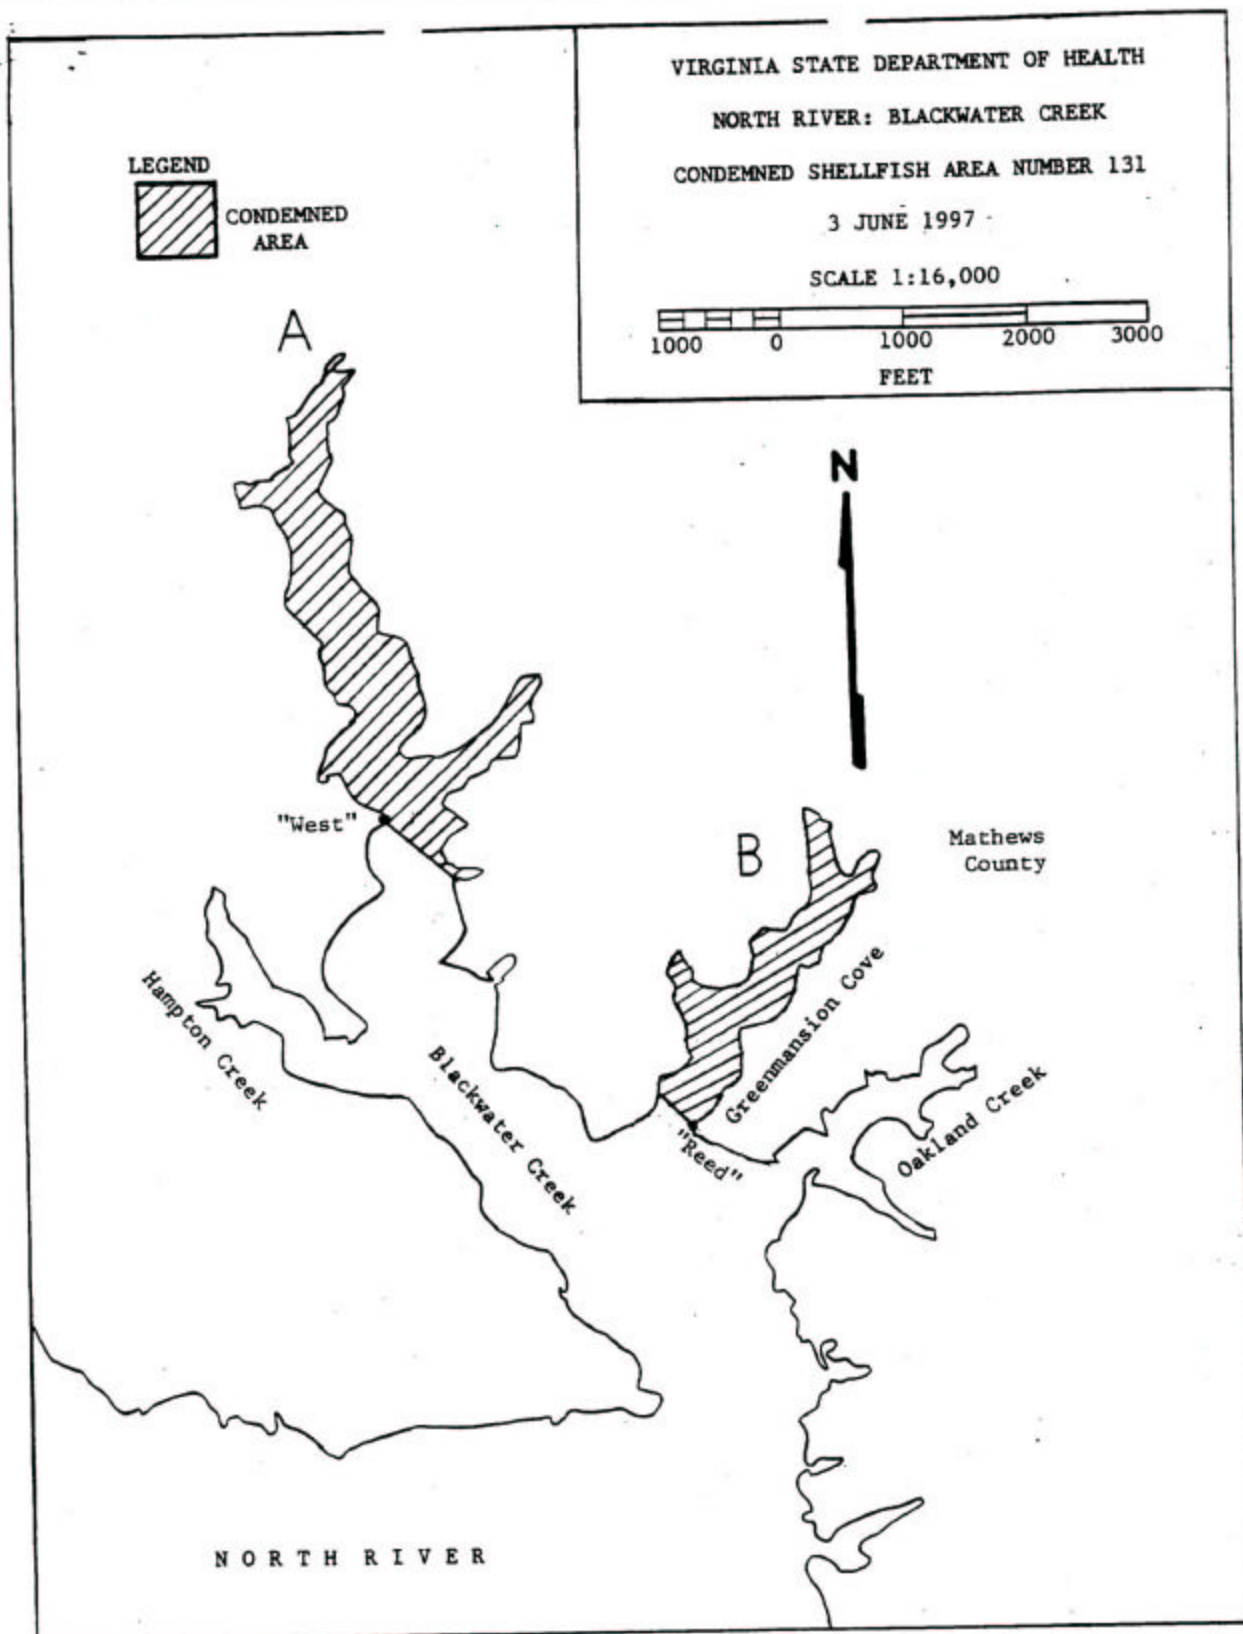 VIRGINIA STATE DEPARTMENT OF HEALTH
NORTH RIVER: BLACKWATER CREEK
CONDEMNED SHELLFISH AREA NUMBER 131
3 JUNE 1997
SCALE 1:16,000
1000 0 1000 2000 3000
FEET
LEGEND
CONDEMNED
AREA
A
N
"West"
B
Mathews
County
Hampton Creek
Blackwater Creek
Greenmansion Cove
"Reed"
Oakland Creek
NORTH RIVER